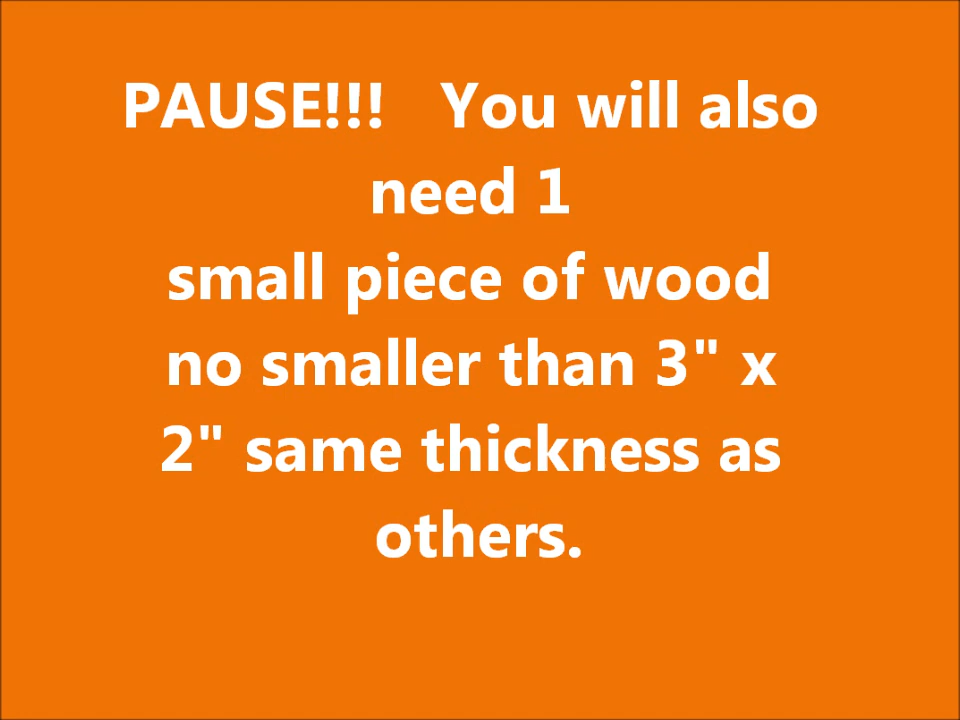 PAUSE!!!   You will also
need 1
small piece of wood
no smaller than 3" x
2" same thickness as
others.